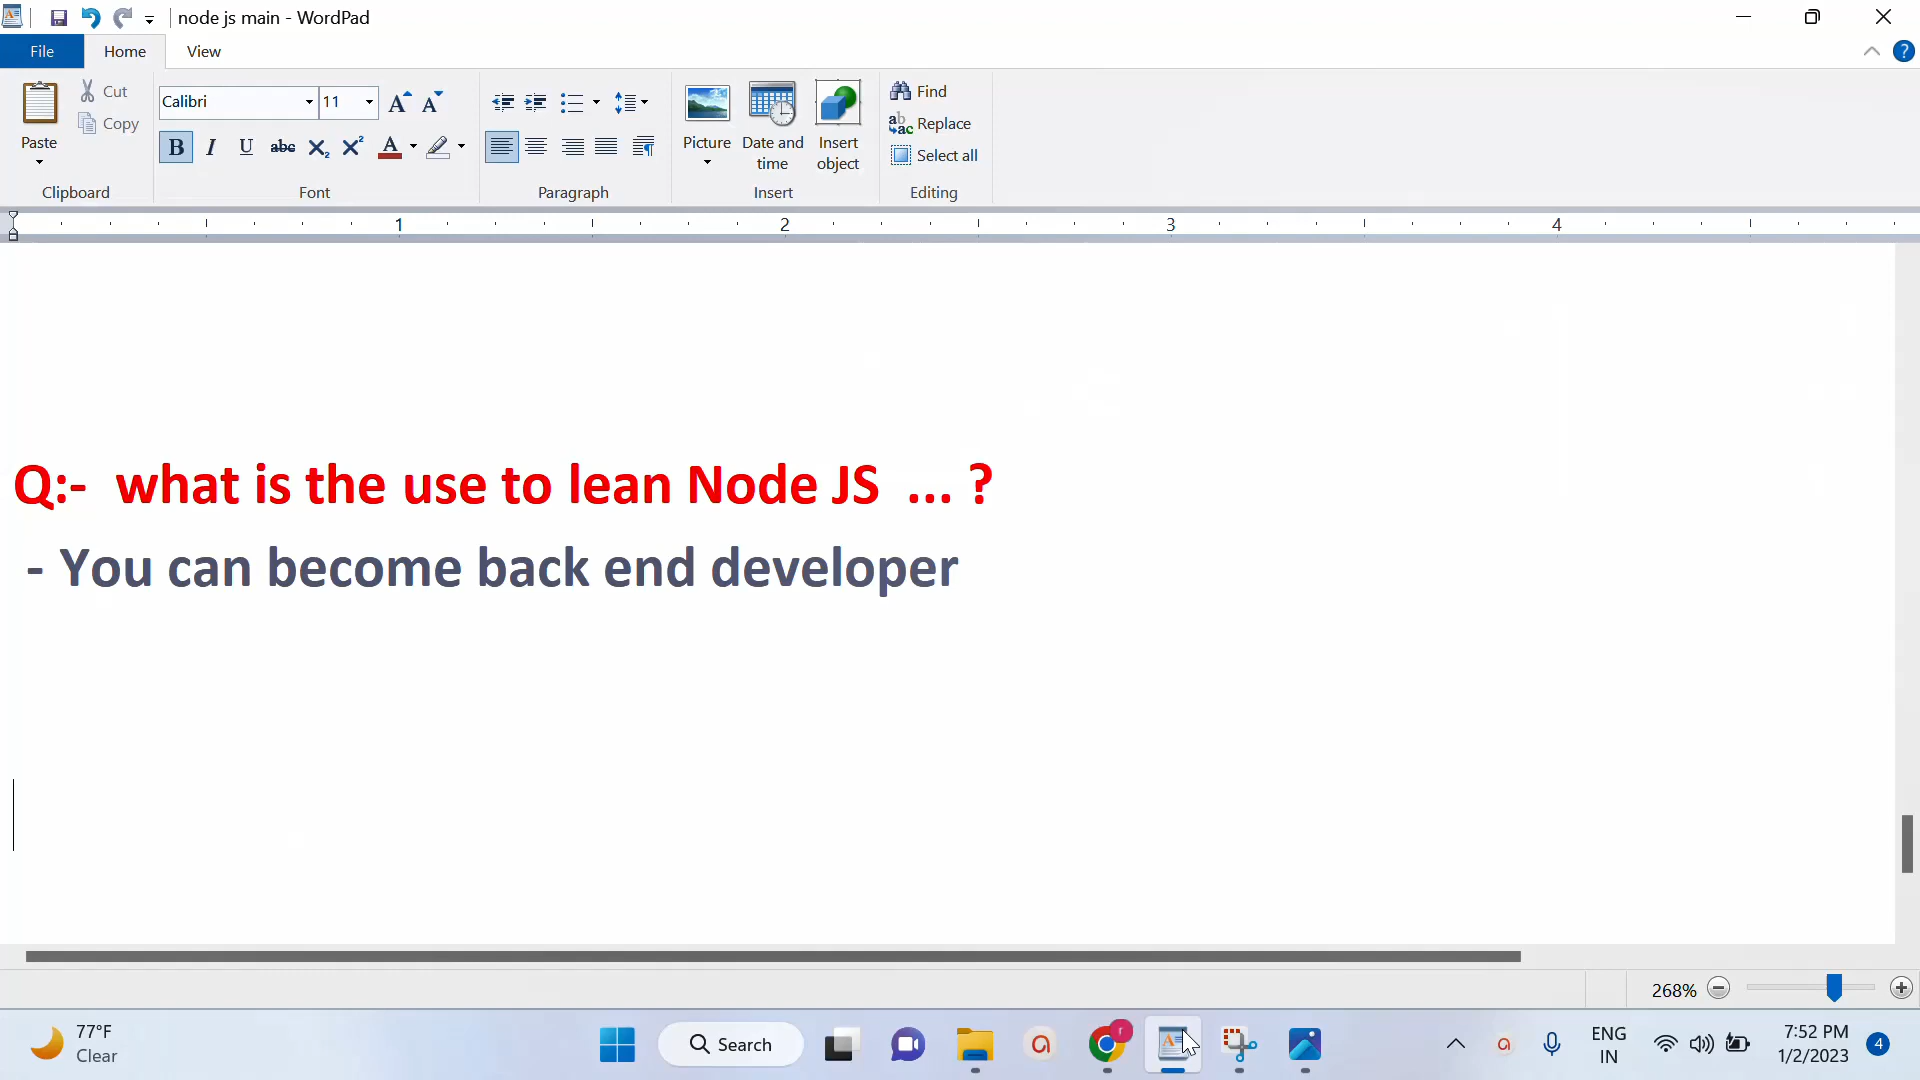 node js main - WordPad
File Home View
Paste
Cut
Copy
Clipboard
Calibri 11
B I U abc X₂ X² A
Font
Paragraph
Picture
Date and time
Insert object
Insert
Find
Replace
Select all
Editing
1 2 3 4
Q:-  what is the use to lean Node JS  ... ?
- You can become back end developer
268%
77°F
Clear
Search
ENG
IN
7:52 PM
1/2/2023
4